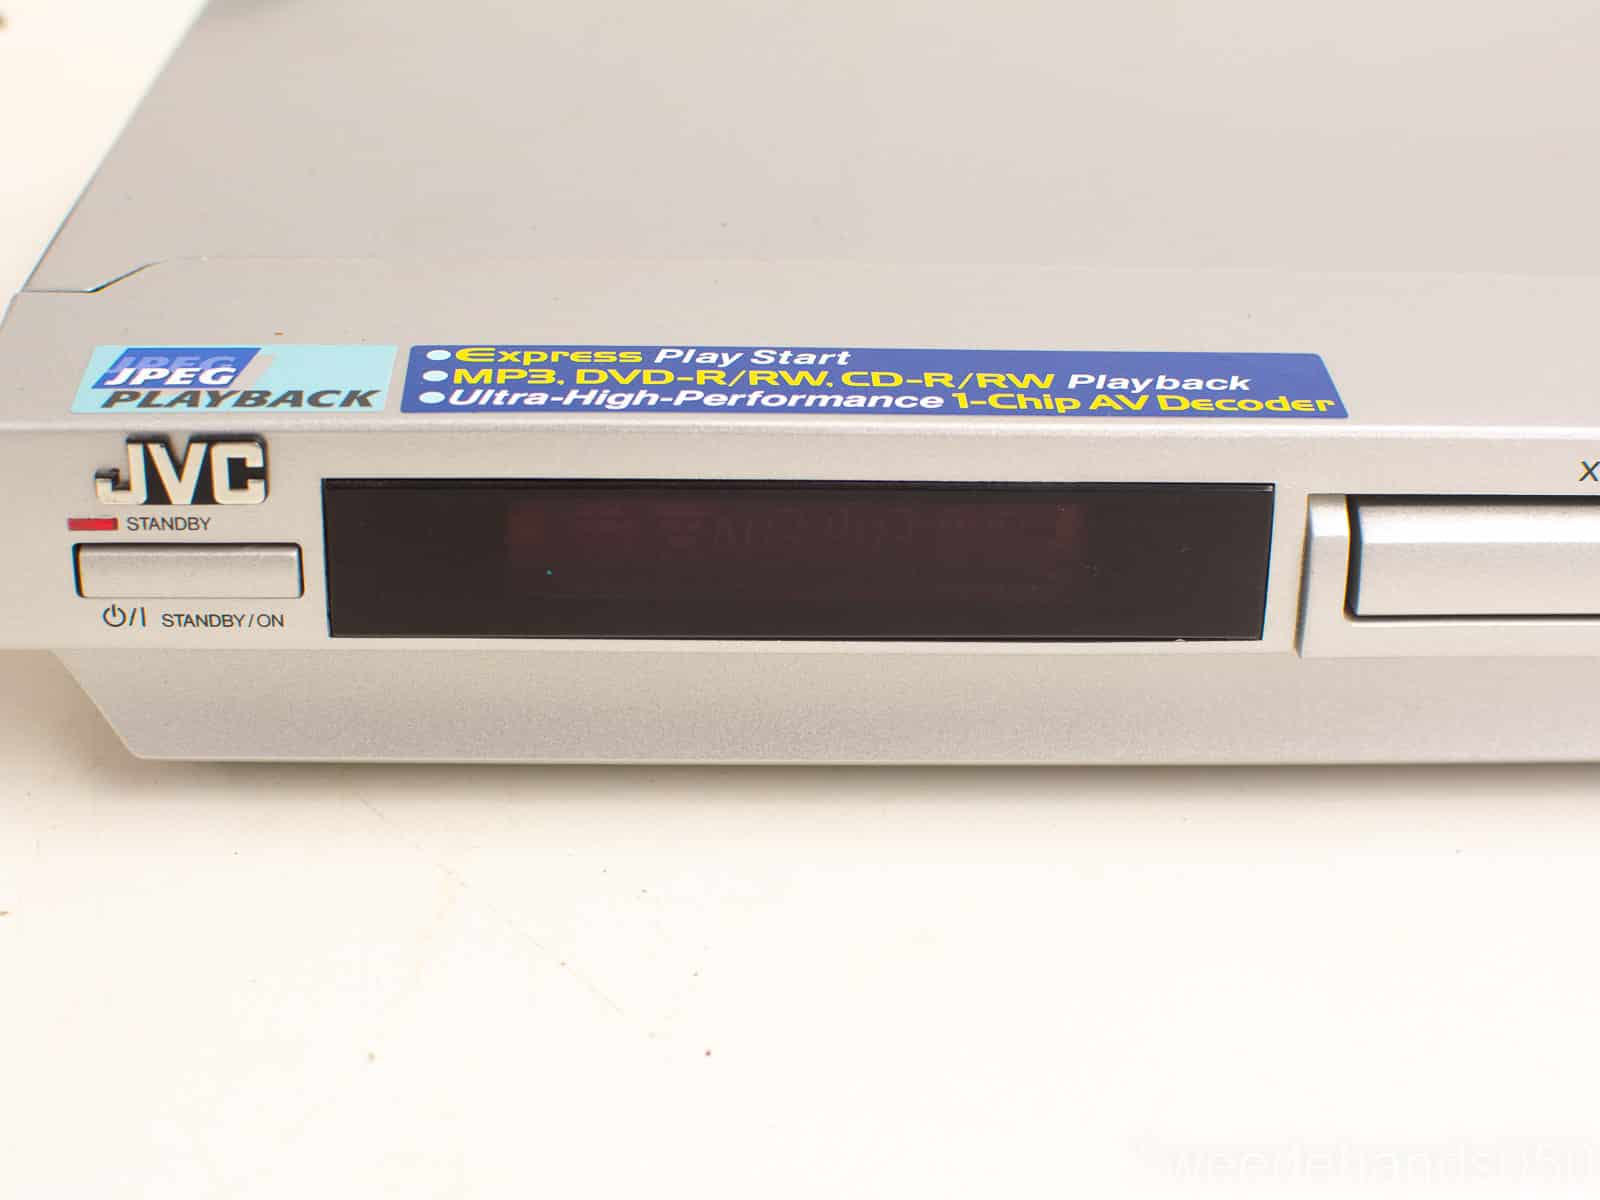 JPEG
JPEG
PLAYBACK
Express Play Start
MP3, DVD-R/RW, CD-R/RW Playback
Ultra-High-Performance 1-Chip AV Decoder
JVC
STANDBY
STANDBY/ON
X